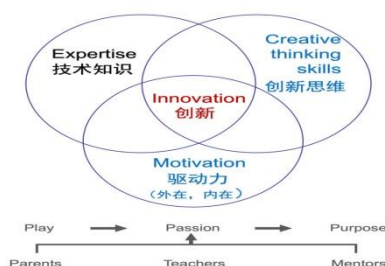 Expertise
技术知识
Creative
thinking
skills
创新思维
Innovation
创新
Motivation
驱动力
（外在，内在）
Play Passion Purpose
Parents Teachers Mentors